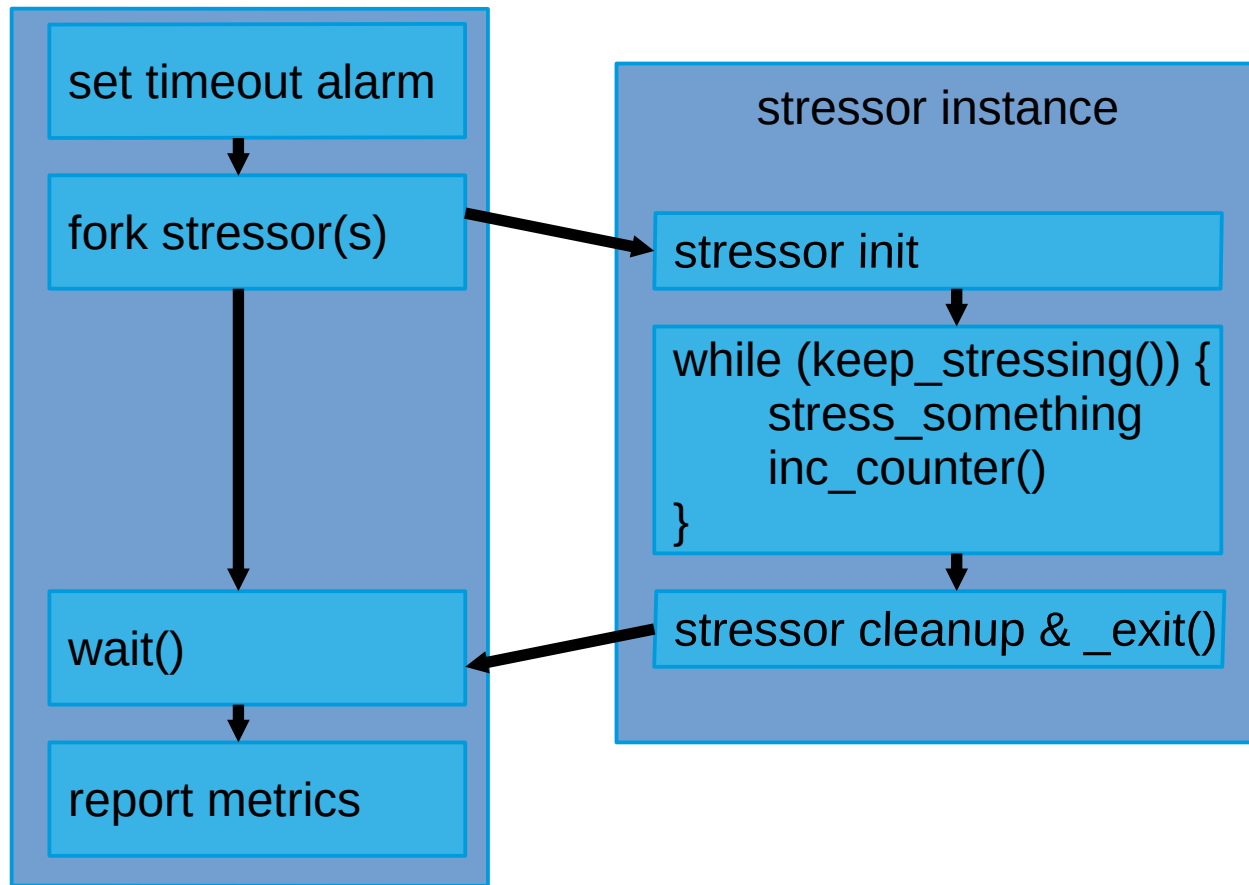 set timeout alarm
fork stressor(s)
wait()
report metrics
stressor instance
stressor init
while (keep_stressing()) {
stress_something
inc_counter()
}
stressor cleanup & _exit()